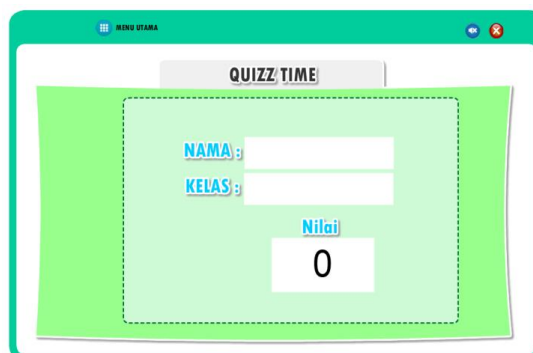 MENU UTAMA
QUIZZ TIME
NAMA :
KELAS :
Nilai
0